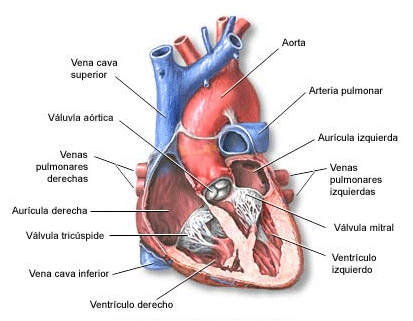 Vena cava
superior
Váluvla aórtica
Venas
pulmonares
derechas
Aurícula derecha
Válvula tricúspide
Vena cava inferior
Ventrículo derecho
Aorta
Arteria pulmonar
Aurícula izquierda
Venas
pulmonares
izquierdas
Válvula mitral
Ventrículo
izquierdo